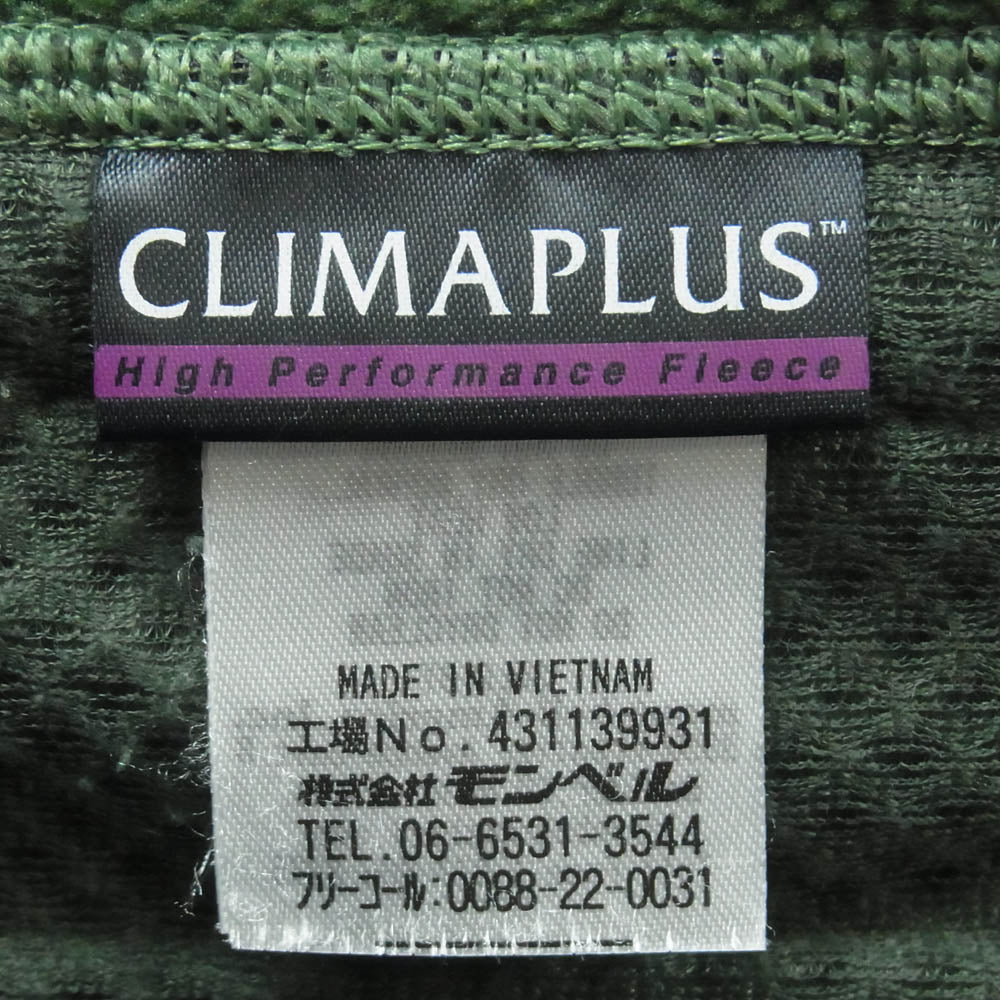 CLIMAPLUS™
High Performance Fleece
MADE IN VIETNAM
工場No.431139931
株式会社モンベル
TEL.06-6531-3544
フリーコール:0088-22-0031